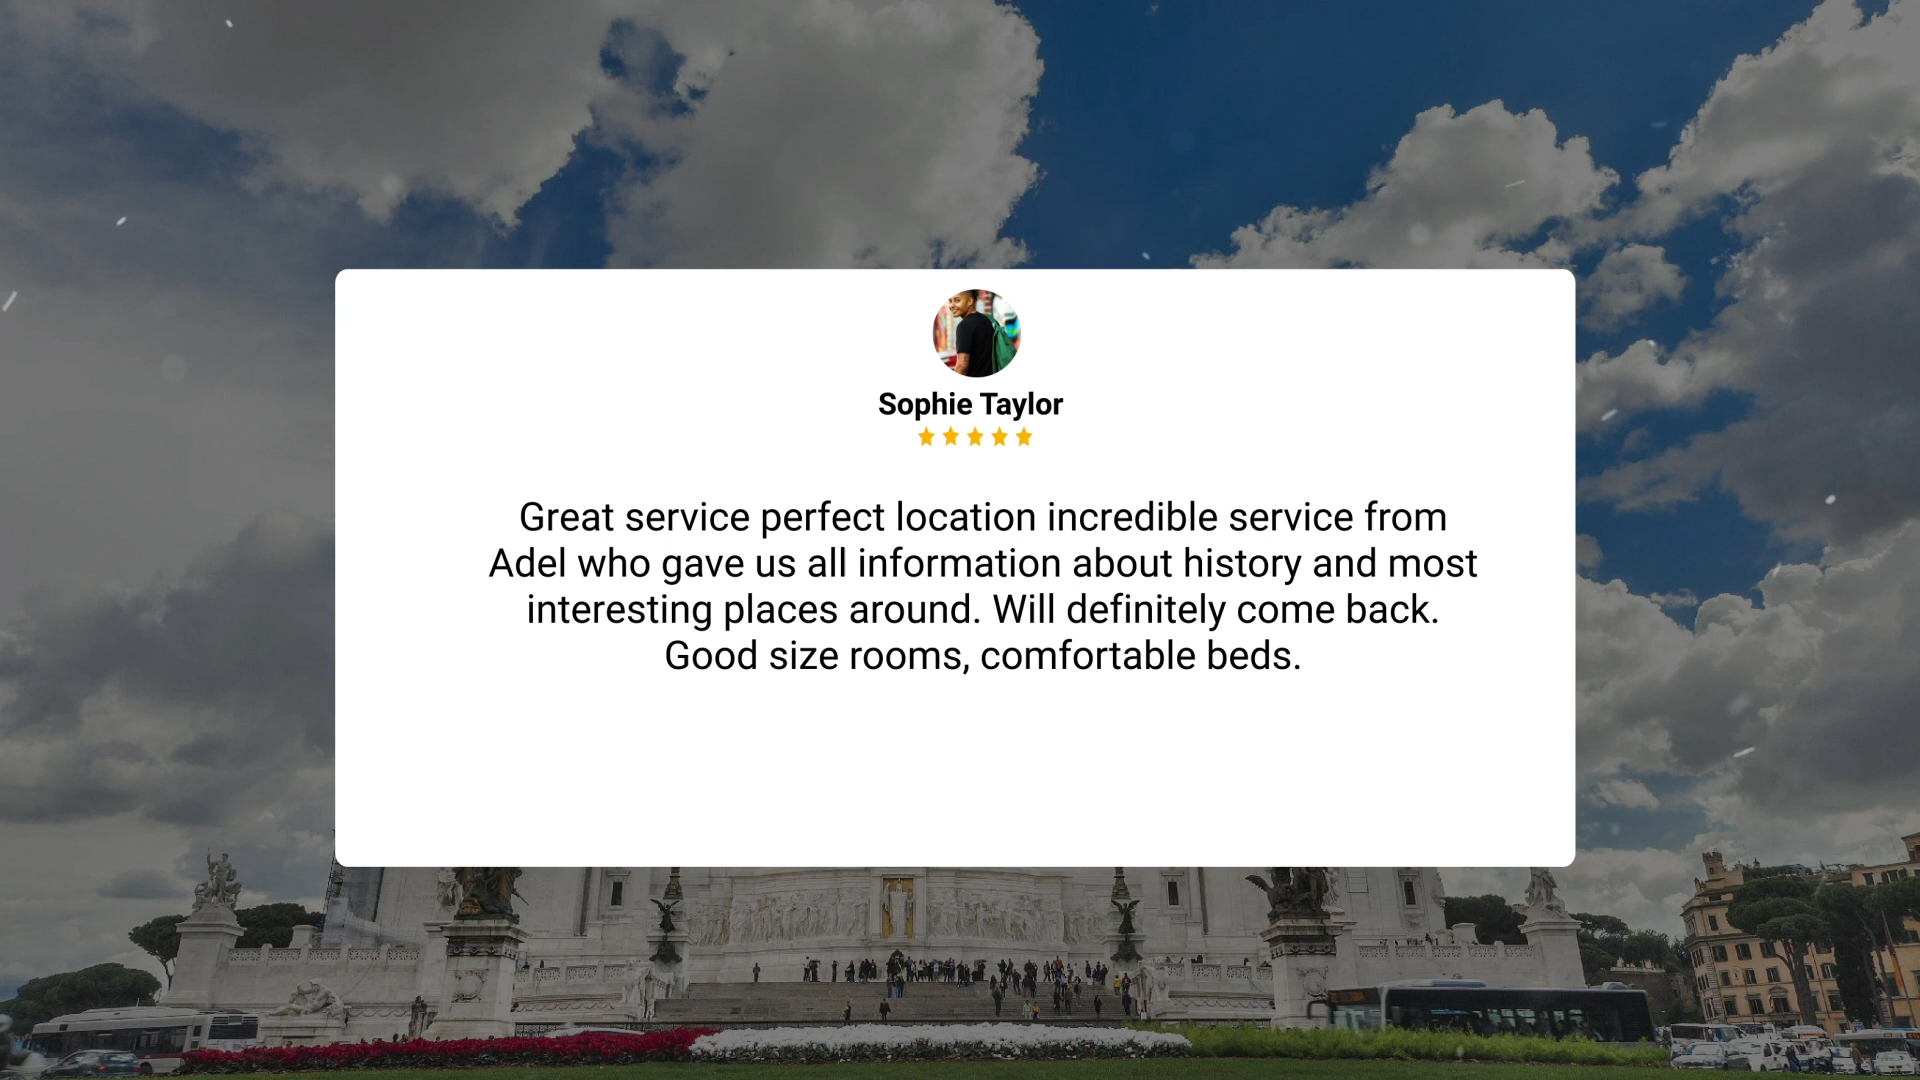 Sophie Taylor
Great service perfect location incredible service from
Adel who gave us all information about history and most
interesting places around. Will definitely come back.
Good size rooms, comfortable beds.